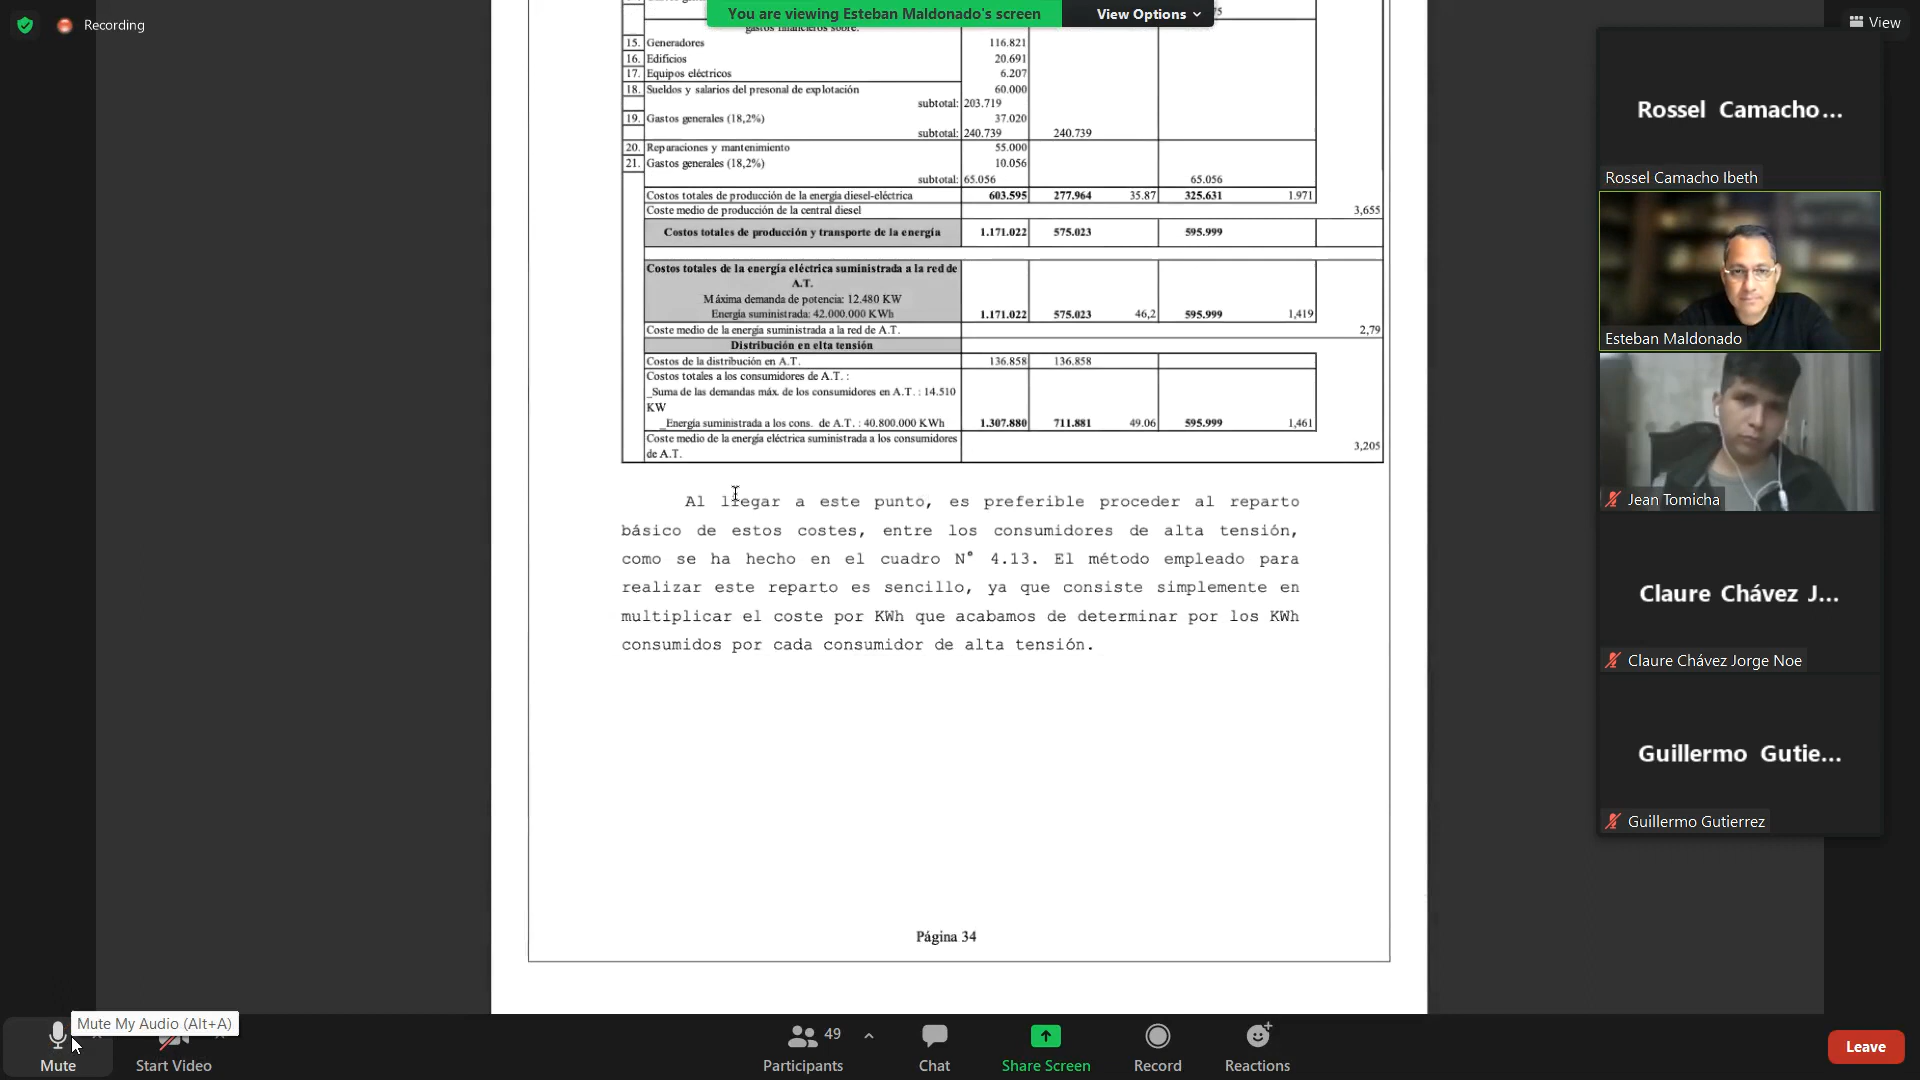 Recording
You are viewing Esteban Maldonado's screen
View Options
View
15. Generadores 116.821
16. Edificios 20.691
17. Equipos eléctricos 6.207
18. Sueldos y salarios del presonal de explotación 60.000
subtotal: 203.719
19. Gastos generales (18,2%) 37.020
subtotal: 240.739 240.739
20. Reparaciones y mantenimiento 55.000
21. Gastos generales (18,2%) 10.056
subtotal: 65.056 65.056
Costos totales de producción de la energía diesel-eléctrica 603.595 277.964 35.87 325.631 1.971
Coste medio de producción de la central diesel 3,655
Costos totales de producción y transporte de la energía 1.171.022 575.023 595.999
Costos totales de la energía eléctrica suministrada a la red de
A.T.
Máxima demanda de potencia: 12.480 KW
Energía suministrada: 42.000.000 KWh 1.171.022 575.023 46,2 595.999 1,419
Coste medio de la energía suministrada a la red de A.T. 2,79
Distribución en elta tensión
Costos de la distribución en A.T. 136.858 136.858
Costos totales a los consumidores de A.T. :
_Suma de las demandas máx. de los consumidores en A.T. : 14.510
KW
_Energía suministrada a los cons. de A.T. : 40.800.000 KWh 1.307.880 711.881 49.06 595.999 1,461
Coste medio de la energía eléctrica suministrada a los consumidores
de A.T. 3,205
Al llegar a este punto, es preferible proceder al reparto
básico de estos costes, entre los consumidores de alta tensión,
como se ha hecho en el cuadro N° 4.13. El método empleado para
realizar este reparto es sencillo, ya que consiste simplemente en
multiplicar el coste por KWh que acabamos de determinar por los KWh
consumidos por cada consumidor de alta tensión.
Página 34
Rossel Camacho...
Rossel Camacho Ibeth
Esteban Maldonado
Jean Tomicha
Claure Chávez J...
Claure Chávez Jorge Noe
Guillermo Gutie...
Guillermo Gutierrez
Mute My Audio (Alt+A)
Mute
Start Video
49
Participants
Chat
Share Screen
Record
Reactions
Leave